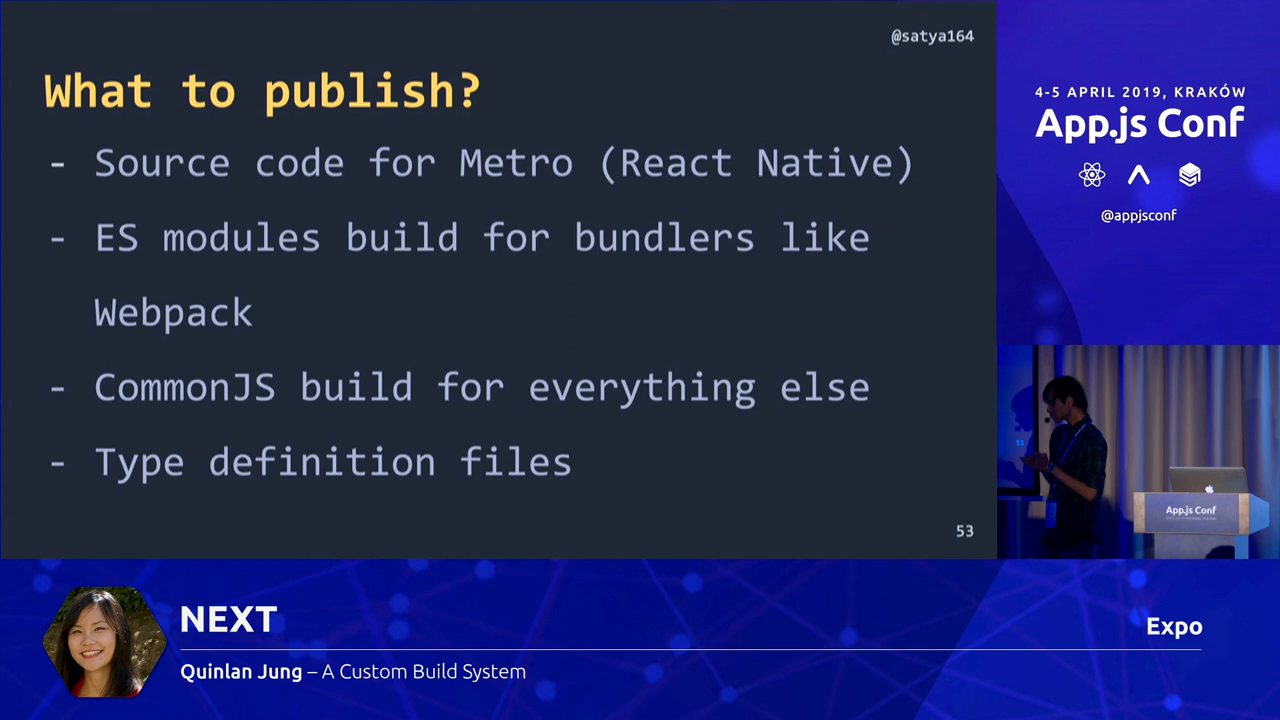 @satya164
What to publish?
- Source code for Metro (React Native)
- ES modules build for bundlers like
Webpack
- CommonJS build for everything else
- Type definition files
53
4-5 APRIL 2019, KRAKÓW
App.js Conf
@appjsconf
App.js Conf
NEXT
Expo
Quinlan Jung – A Custom Build System